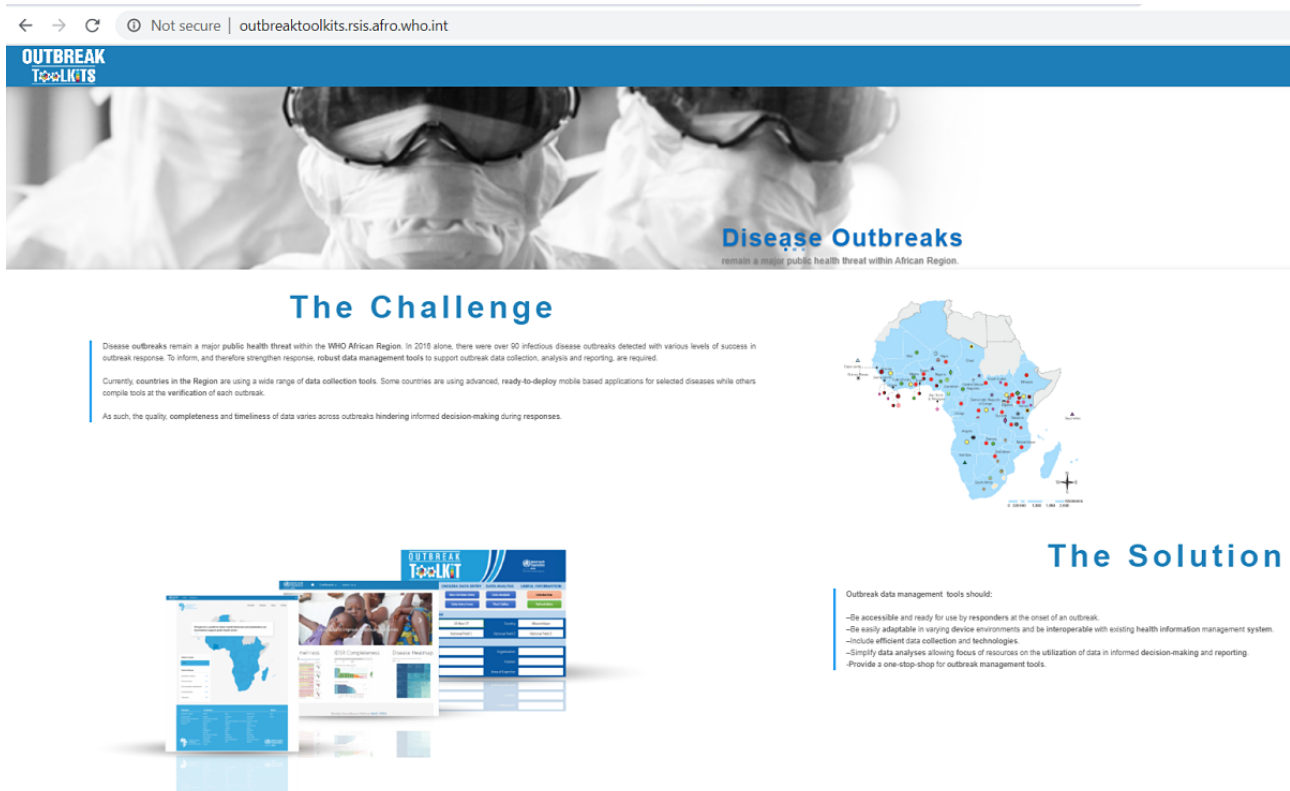 Not secure | outbreaktoolkits.rsis.afro.who.int
OUTBREAK
TOOLKITS
Disease Outbreaks
remain a major public health threat within African Region.
The Challenge
Disease outbreaks remain a major public health threat within the WHO African Region. In 2018 alone, there were over 90 infectious disease outbreaks detected with various levels of success in
outbreak response. To inform, and therefore strengthen response, robust data management tools to support outbreak data collection, analysis and reporting, are required.
Currently, countries in the Region are using a wide range of data collection tools. Some countries are using advanced, ready-to-deploy mobile based applications for selected diseases while others
compile tools at the verification of each outbreak.
As such, the quality, completeness and timeliness of data varies across outbreaks hindering informed decision-making during responses.
OUTBREAK
TOOLKIT
IDSR Completeness
Disease Heatmap
The Solution
Outbreak data management tools should:
–Be accessible and ready for use by responders at the onset of an outbreak.
–Be easily adaptable in varying device environments and be interoperable with existing health information management system.
–Include efficient data collection and technologies.
–Simplify data analyses allowing focus of resources on the utilization of data in informed decision-making and reporting.
-Provide a one-stop-shop for outbreak management tools.